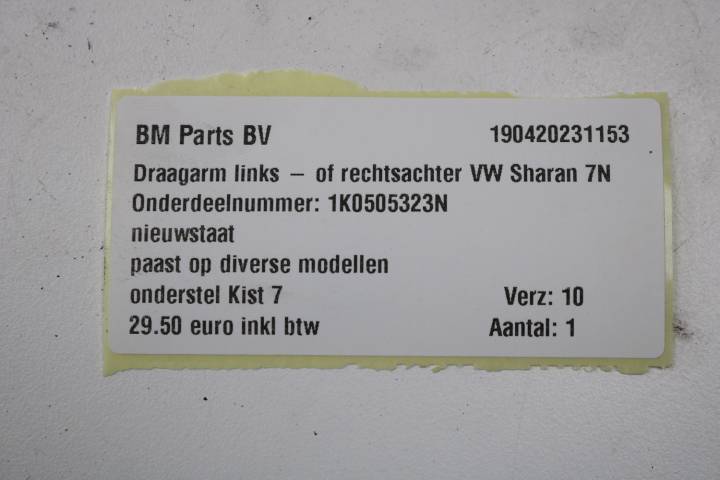 BM Parts BV 190420231153
Draagarm links – of rechtsachter VW Sharan 7N
Onderdeelnummer: 1K0505323N
nieuwstaat
paast op diverse modellen
onderstel Kist 7 Verz: 10
29.50 euro inkl btw Aantal: 1